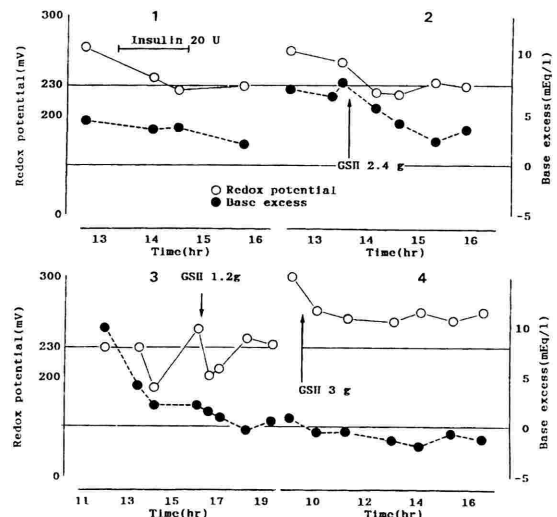 1
2
Redox potential(mV)
300
230
200
0
Insulin 20 U
GSH 2.4 g
○ Redox potential
● Base excess
10
5
0
-5
Base excess(mEq/l)
13 14 15 16
Time(hr)
13 14 15 16
Time(hr)
3
4
Redox potential(mV)
300
230
200
0
GSH 1.2g
GSH 3 g
10
5
0
-5
Base excess(mEq/l)
11 13 15 17 19
Time(hr)
10 12 14 16
Time(hr)